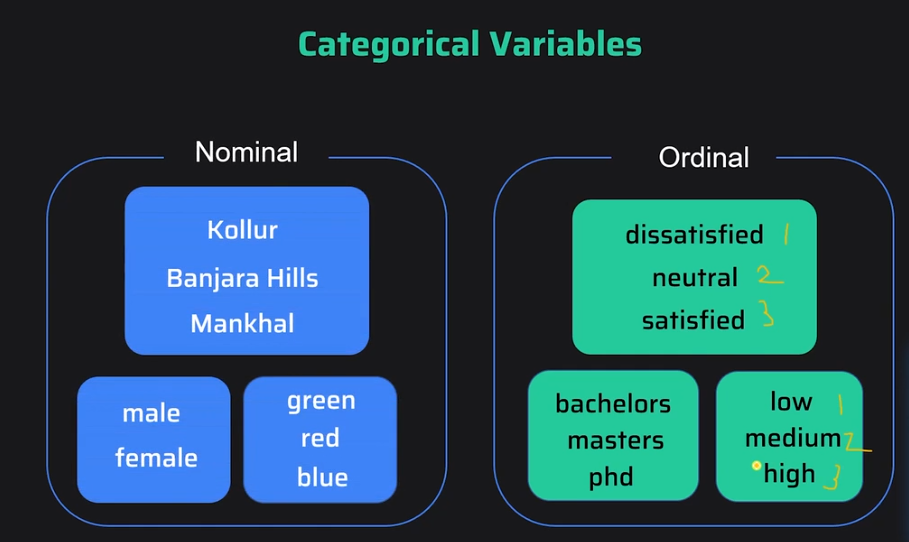 Categorical Variables
Nominal
Kollur
Banjara Hills
Mankhal
male
female
green
red
blue
Ordinal
dissatisfied 1
neutral 2
satisfied 3
bachelors
masters
phd
low 1
medium 2
high 3